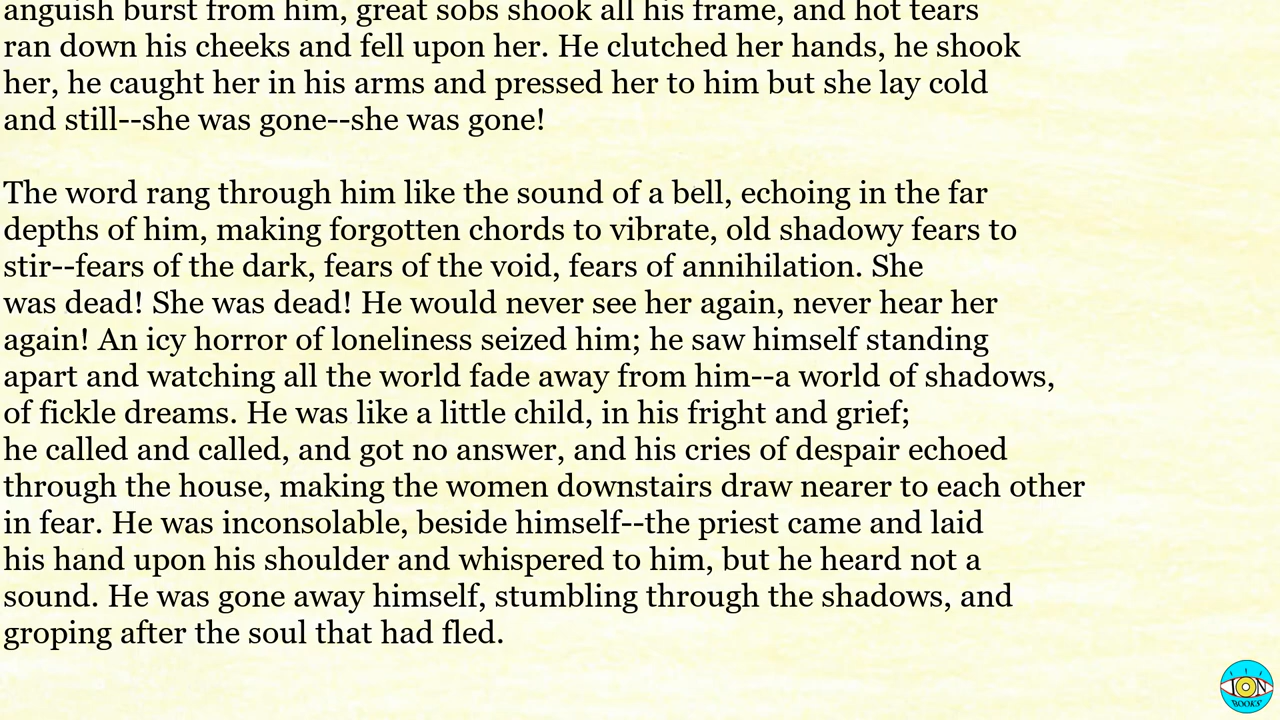 anguish burst from him, great sobs shook all his frame, and hot tears
ran down his cheeks and fell upon her. He clutched her hands, he shook
her, he caught her in his arms and pressed her to him but she lay cold
and still--she was gone--she was gone!
The word rang through him like the sound of a bell, echoing in the far
depths of him, making forgotten chords to vibrate, old shadowy fears to
stir--fears of the dark, fears of the void, fears of annihilation. She
was dead! She was dead! He would never see her again, never hear her
again! An icy horror of loneliness seized him; he saw himself standing
apart and watching all the world fade away from him--a world of shadows,
of fickle dreams. He was like a little child, in his fright and grief;
he called and called, and got no answer, and his cries of despair echoed
through the house, making the women downstairs draw nearer to each other
in fear. He was inconsolable, beside himself--the priest came and laid
his hand upon his shoulder and whispered to him, but he heard not a
sound. He was gone away himself, stumbling through the shadows, and
groping after the soul that had fled.
ION
BOOKS